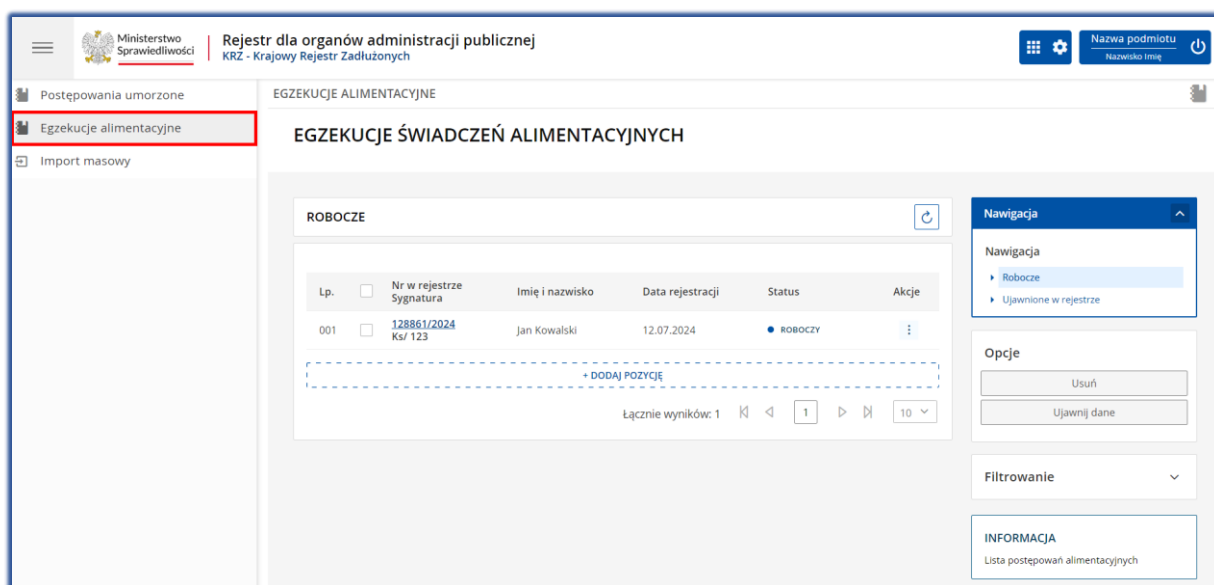 Ministerstwo
Sprawiedliwości
Rejestr dla organów administracji publicznej
KRZ - Krajowy Rejestr Zadłużonych
Nazwa podmiotu
Nazwisko Imię
Postępowania umorzone
Egzekucje alimentacyjne
Import masowy
EGZEKUCJE ALIMENTACYJNE
EGZEKUCJE ŚWIADCZEŃ ALIMENTACYJNYCH
ROBOCZE
Lp. Nr w rejestrze Sygnatura Imię i nazwisko Data rejestracji Status Akcje
001 128861/2024 Jan Kowalski 12.07.2024 ROBOCZY
Ks/ 123
+ DODAJ POZYCJĘ
Łącznie wyników: 1 1 10
Nawigacja
Nawigacja
Robocze
Ujawnione w rejestrze
Opcje
Usuń
Ujawnij dane
Filtrowanie
INFORMACJA
Lista postępowań alimentacyjnych